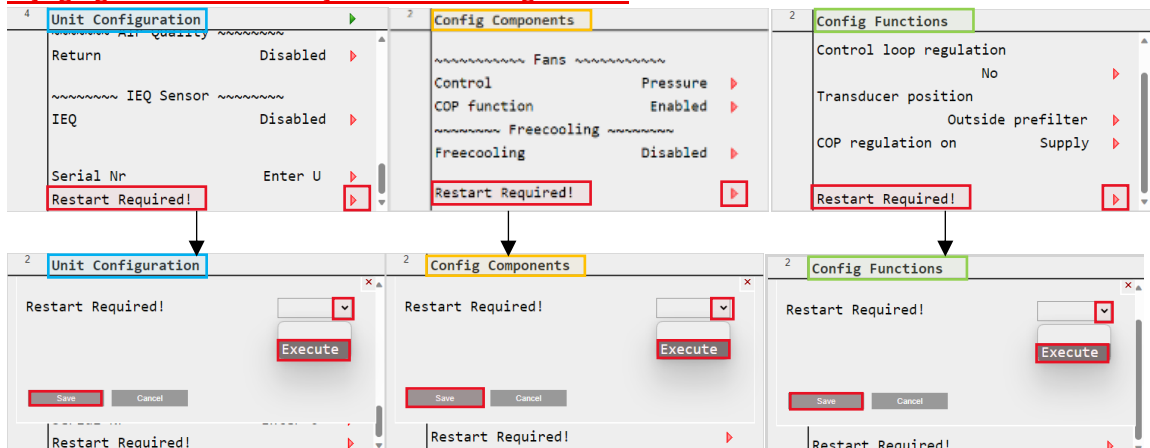 4 Unit Configuration
~~~~~~~ Air Quality ~~~~~~~~
Return Disabled
~~~~~~~~ IEQ Sensor ~~~~~~~~
IEQ Disabled
Serial Nr Enter U
Restart Required!
2 Config Components
~~~~~~~~~~~ Fans ~~~~~~~~~~~
Control Pressure
COP function Enabled
~~~~~~~~ Freecooling ~~~~~~~~
Freecooling Disabled
Restart Required!
2 Config Functions
Control loop regulation
No
Transducer position
Outside prefilter
COP regulation on Supply
Restart Required!
2 Unit Configuration
Restart Required!
Execute
Save Cancel
Restart Required!
2 Config Components
Restart Required!
Execute
Save Cancel
Restart Required!
2 Config Functions
Restart Required!
Execute
Save Cancel
Restart Required!